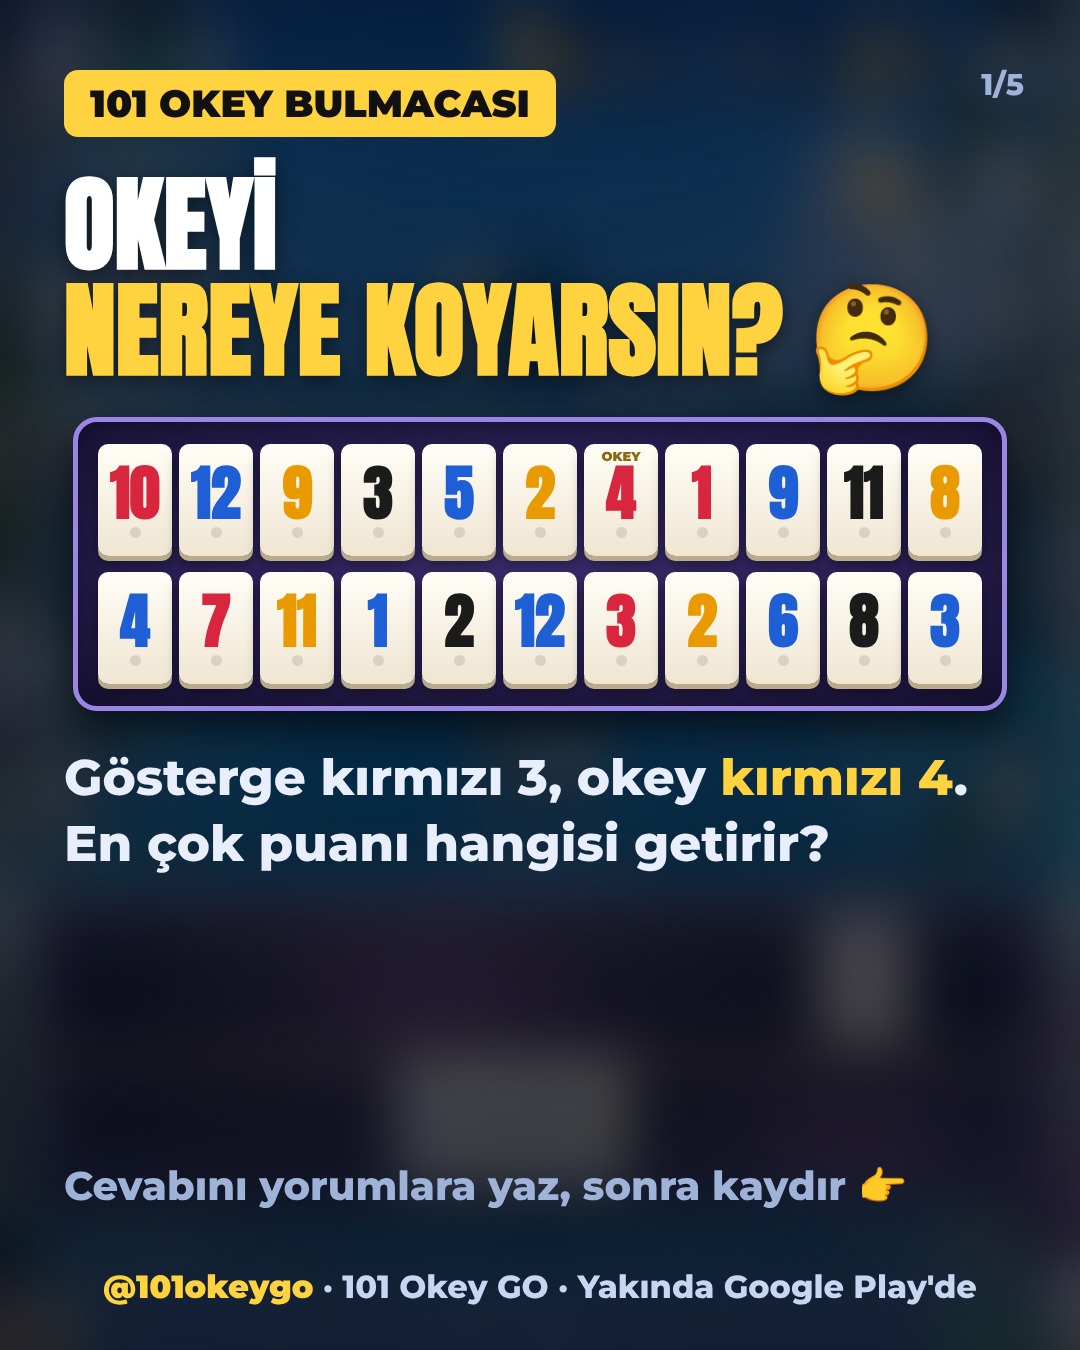 101 OKEY BULMACASI
1/5
OKEYİ
NEREYE KOYARSIN? 🤔
10 12 9 3 5 2 OKEY 4 1 9 11 8
4 7 11 1 2 12 3 2 6 8 3
Gösterge kırmızı 3, okey kırmızı 4.
En çok puanı hangisi getirir?
Cevabını yorumlara yaz, sonra kaydır 👉
@101okeygo · 101 Okey GO · Yakında Google Play'de